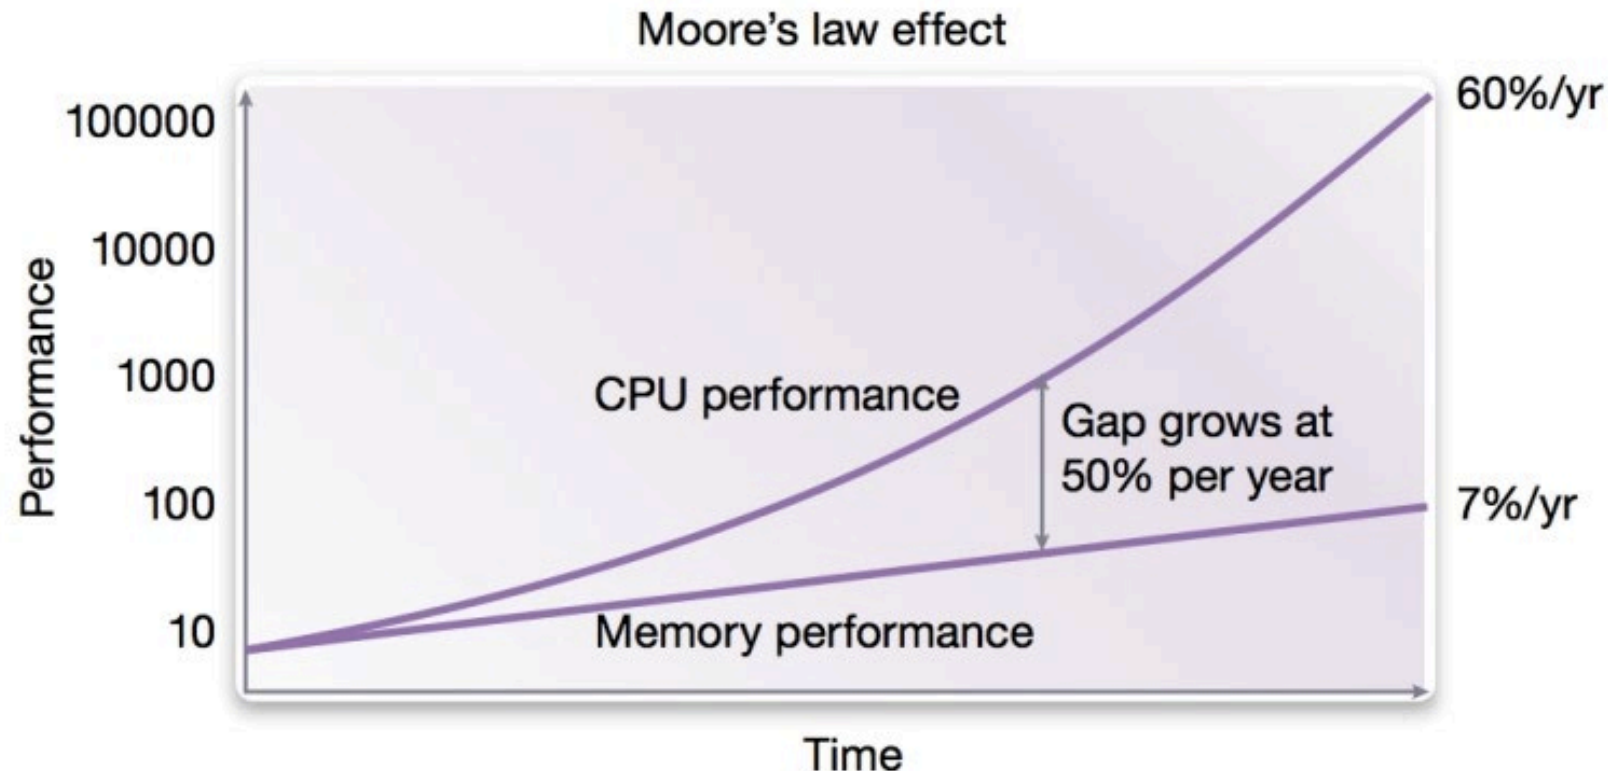 Moore's law effect
100000
10000
1000
100
10
Performance
CPU performance
Gap grows at
50% per year
Memory performance
60%/yr
7%/yr
Time